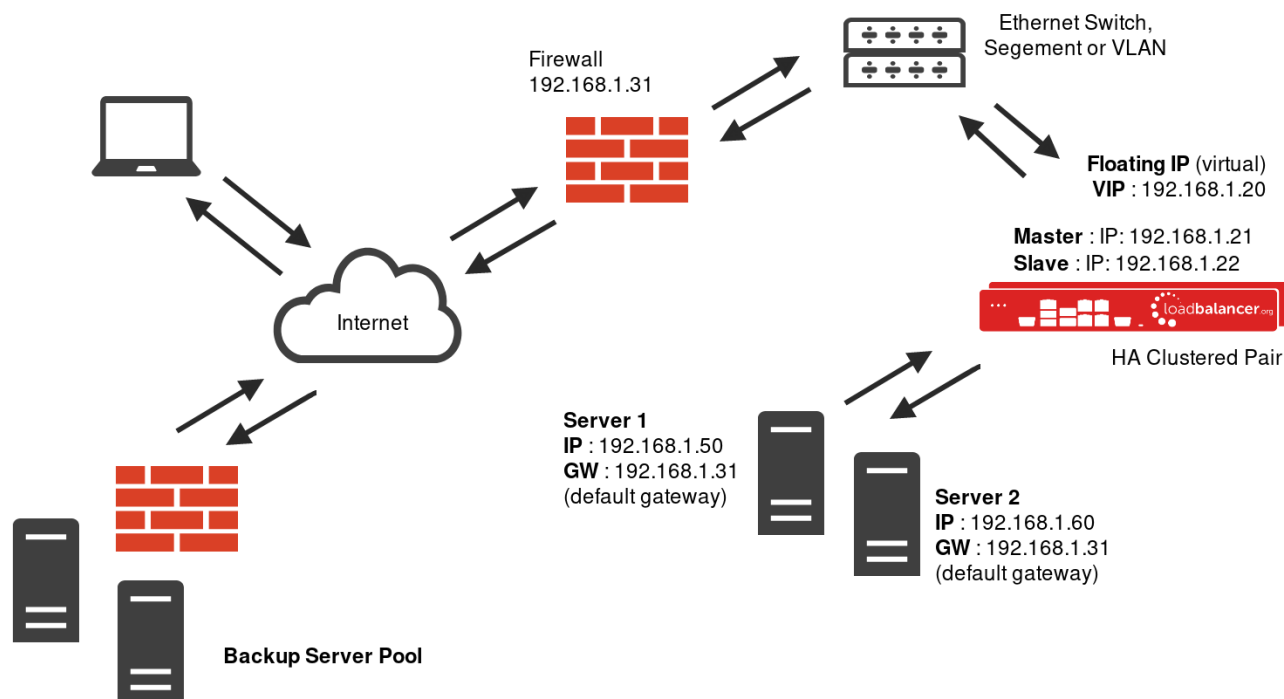 Ethernet Switch,
Segement or VLAN
Firewall
192.168.1.31
Floating IP (virtual)
VIP : 192.168.1.20
Master : IP: 192.168.1.21
Slave : IP: 192.168.1.22
loadbalancer.org
HA Clustered Pair
Internet
Server 1
IP : 192.168.1.50
GW : 192.168.1.31
(default gateway)
Server 2
IP : 192.168.1.60
GW : 192.168.1.31
(default gateway)
Backup Server Pool